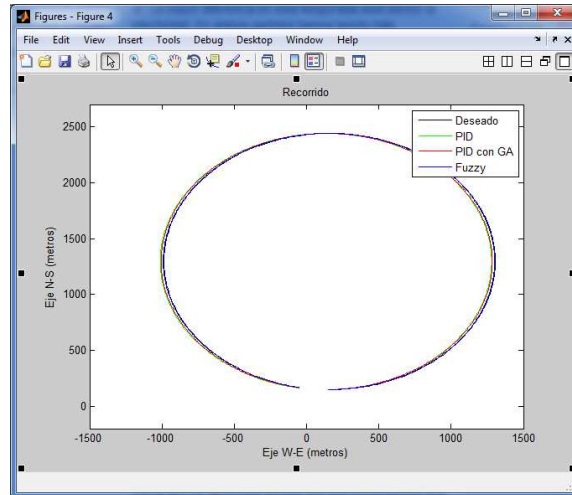 Figures - Figure 4
File Edit View Insert Tools Debug Desktop Window Help
Recorrido
Deseado
PID
PID con GA
Fuzzy
2500
2000
1500
1000
500
0
Eje N-S (metros)
-1500 -1000 -500 0 500 1000 1500
Eje W-E (metros)